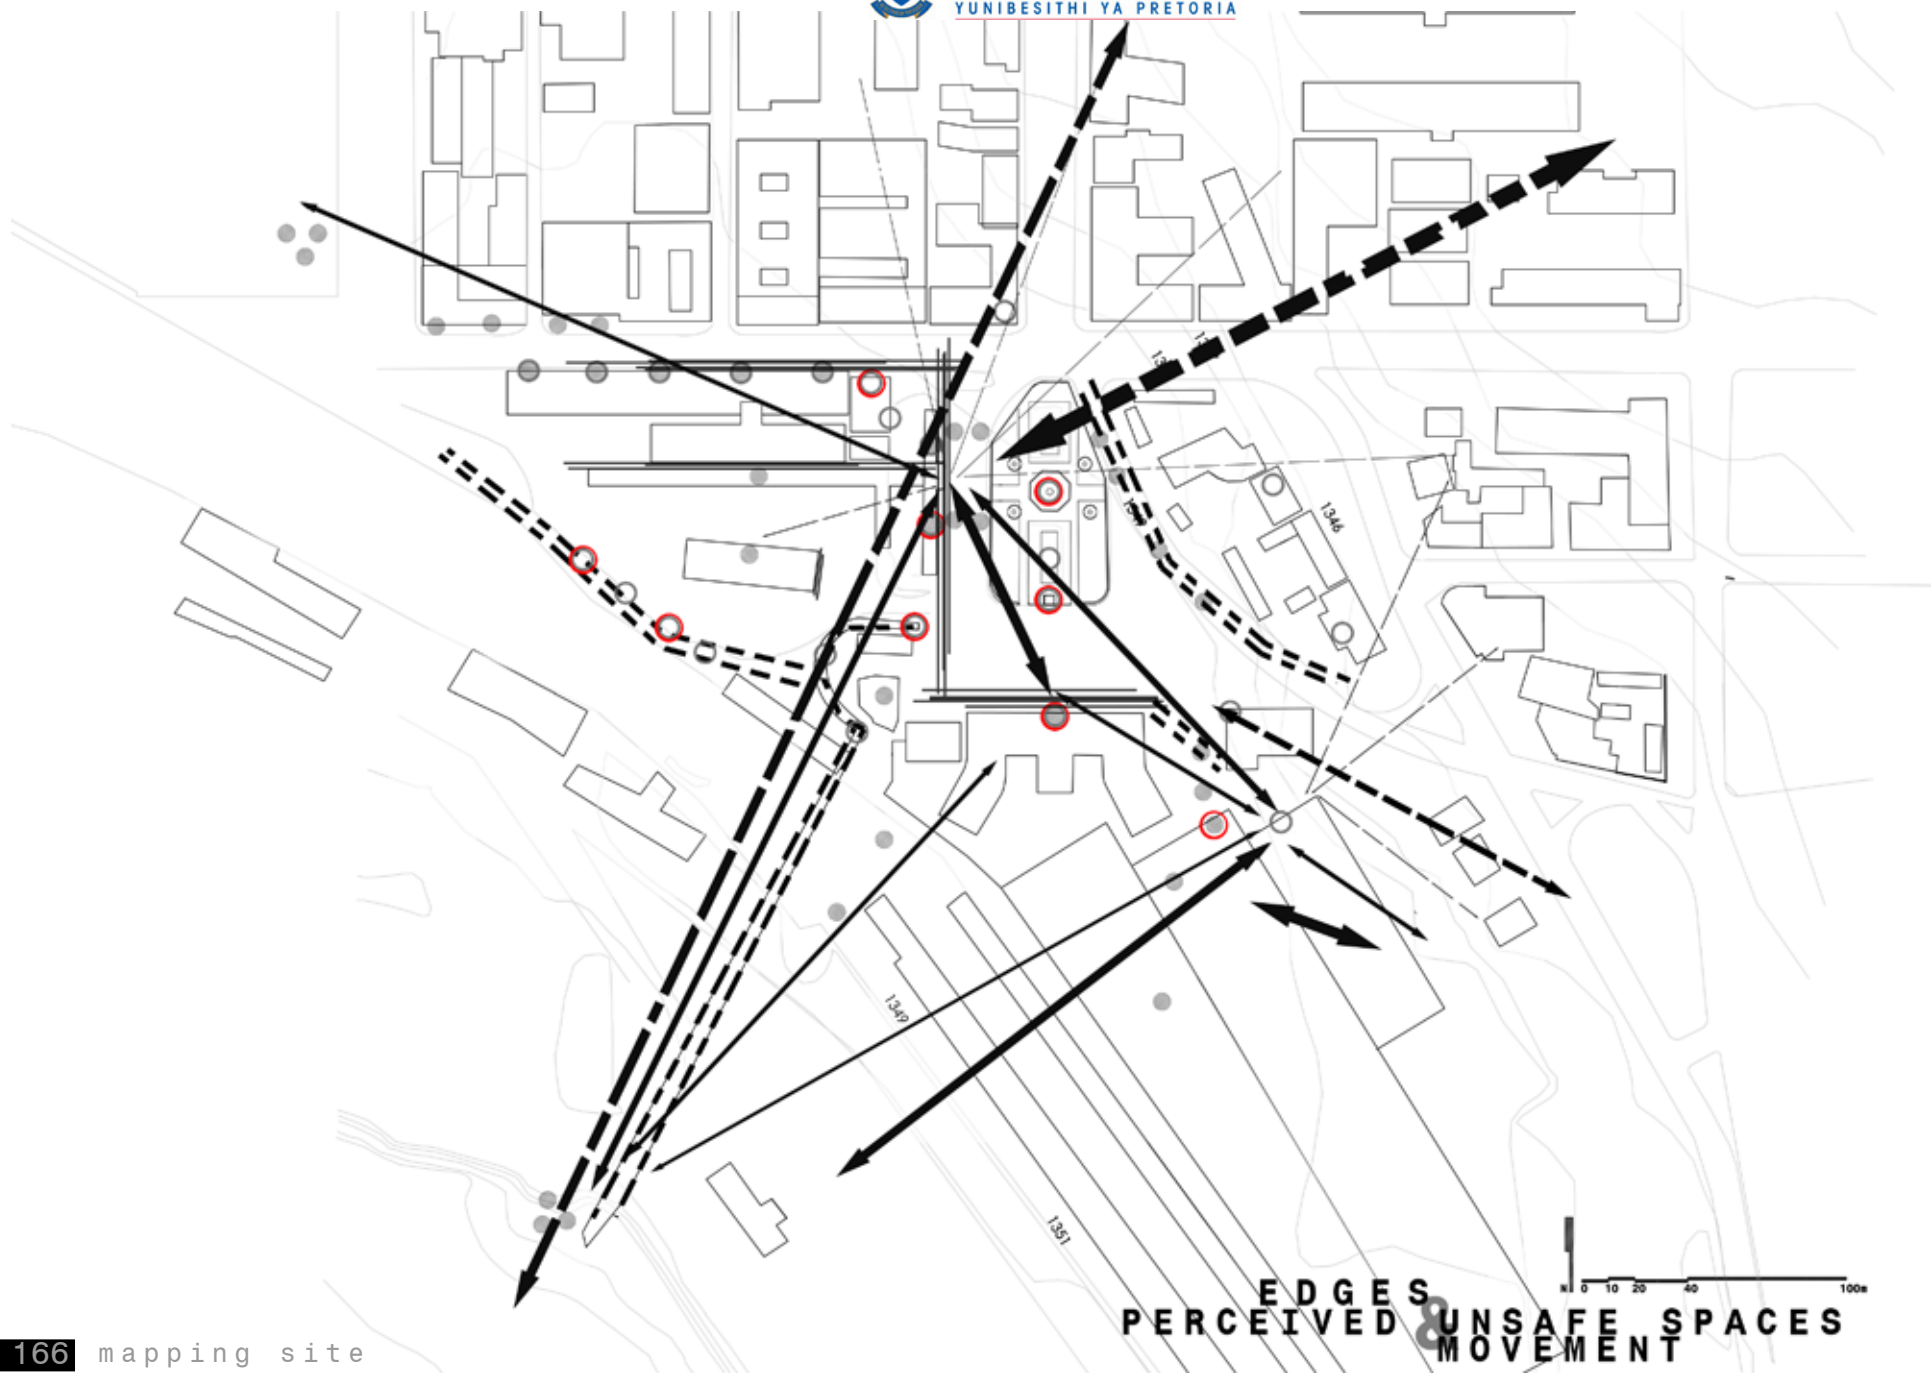 YUNIBESITHI YA PRETORIA
1346
1349
1351
N 0 10 20 40 100m
EDGES
&
PERCEIVED UNSAFE SPACES
&
MOVEMENT
166 mapping site